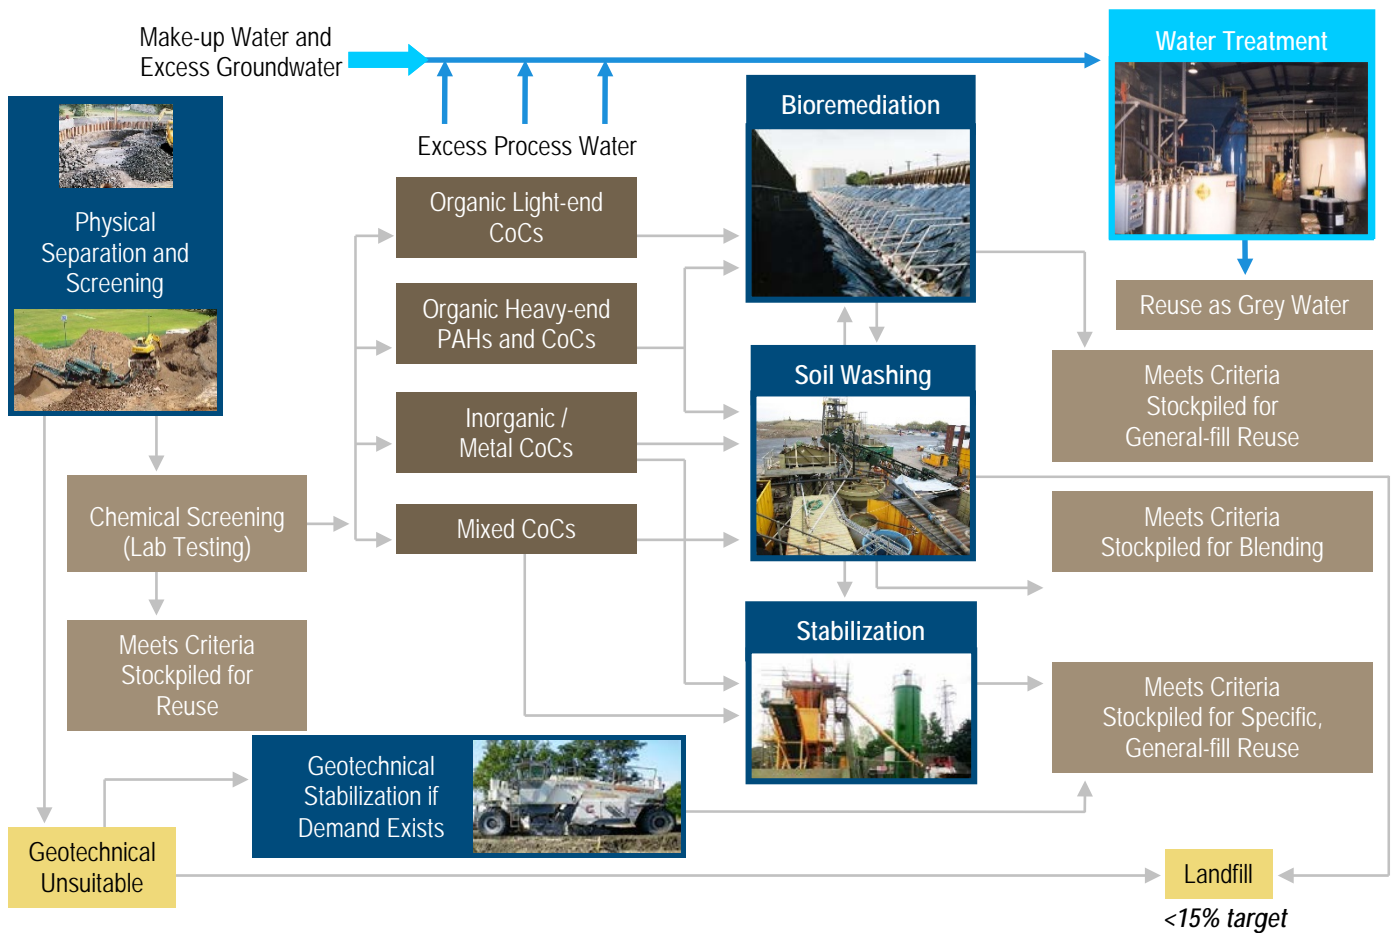 Make-up Water and
Excess Groundwater
Water Treatment
Excess Process Water
Bioremediation
Physical
Separation and
Screening
Organic Light-end
CoCs
Organic Heavy-end
PAHs and CoCs
Inorganic /
Metal CoCs
Mixed CoCs
Soil Washing
Reuse as Grey Water
Meets Criteria
Stockpiled for
General-fill Reuse
Chemical Screening
(Lab Testing)
Meets Criteria
Stockpiled for Blending
Meets Criteria
Stockpiled for
Reuse
Stabilization
Meets Criteria
Stockpiled for Specific,
General-fill Reuse
Geotechnical
Stabilization if
Demand Exists
Geotechnical
Unsuitable
Landfill
<15% target